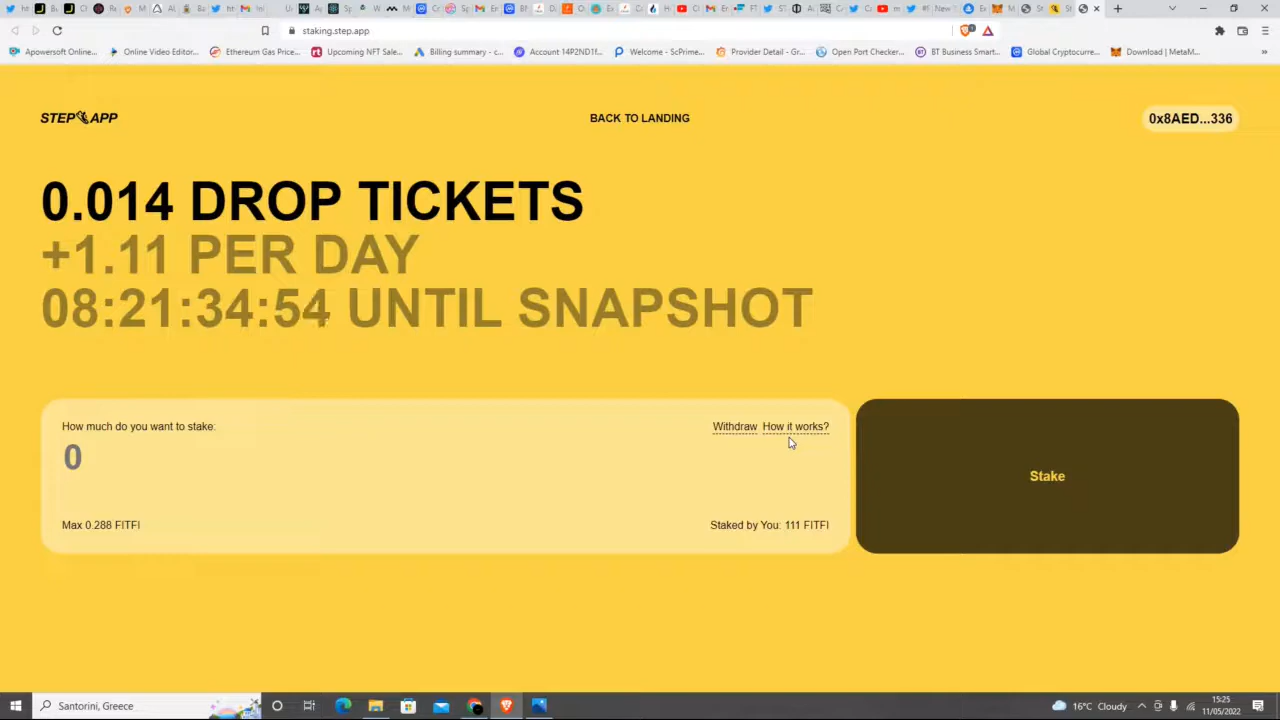 staking.step.app
Apowersoft Online...
Online Video Editor...
Ethereum Gas Price...
Upcoming NFT Sale...
Billing summary - c...
Account 14P2ND1f...
Welcome - ScPrime...
Provider Detail - Gr...
Open Port Checker...
BT Business Smart...
Global Cryptocurre...
Download | MetaM...
STEP APP
BACK TO LANDING
0x8AED...336
0.014 DROP TICKETS
+1.11 PER DAY
08:21:34:54 UNTIL SNAPSHOT
How much do you want to stake:
Withdraw How it works?
0
Stake
Max 0.288 FITFI
Staked by You: 111 FITFI
Santorini, Greece
16°C Cloudy
15:25
11/05/2022